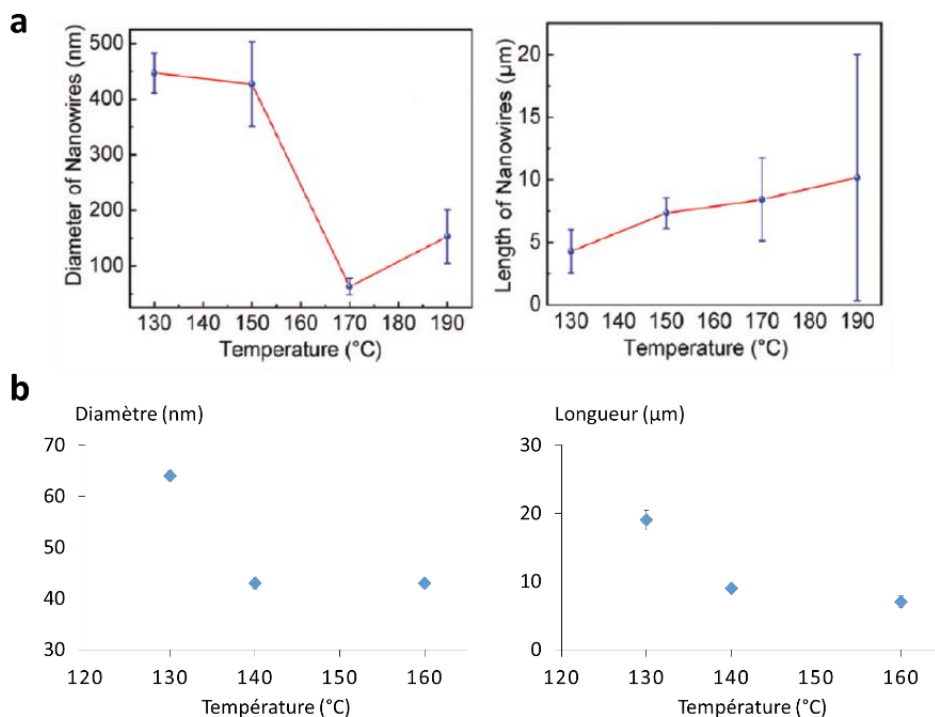 a
Diameter of Nanowires (nm)
500
400
300
200
100
130 140 150 160 170 180 190
Temperature (°C)
Length of Nanowires (µm)
20
15
10
5
0
130 140 150 160 170 180 190
Temperature (°C)
b
Diamètre (nm)
70
60
50
40
30
120 130 140 150 160
Température (°C)
Longueur (µm)
30
20
10
0
120 130 140 150 160
Température (°C)